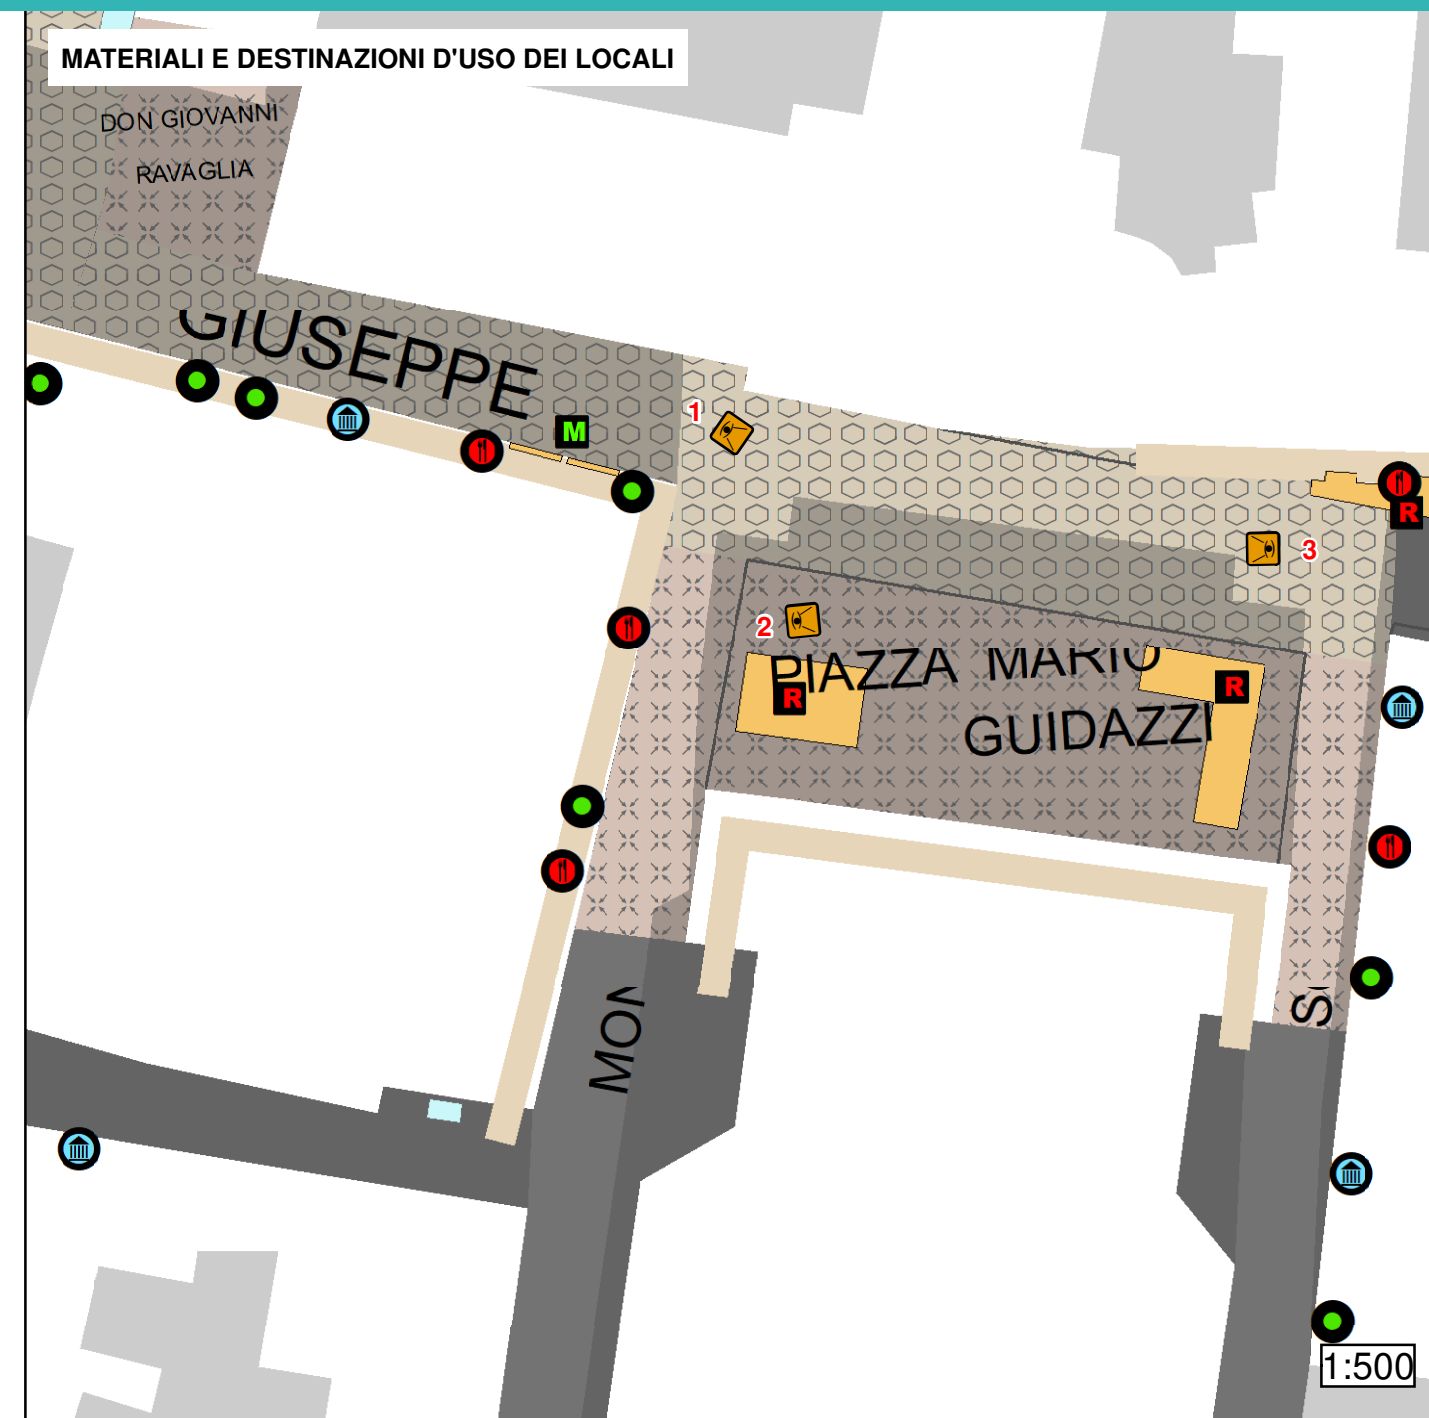 MATERIALI E DESTINAZIONI D'USO DEI LOCALI
DON GIOVANNI
RAVAGLIA
GIUSEPPE
M
1
R
3
2
PIAZZA MARIO
R
R
GUIDAZZI
MON
S
1:500